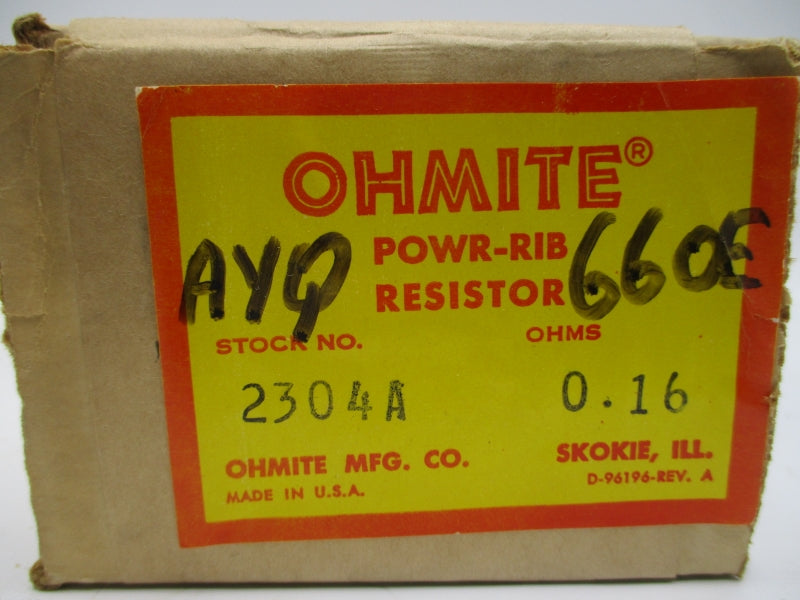 OHMITE®
POWR-RIB
RESISTOR
AYQ 660E
STOCK NO. OHMS
2304A 0.16
OHMITE MFG. CO. SKOKIE, ILL.
MADE IN U.S.A. D-96196-REV. A